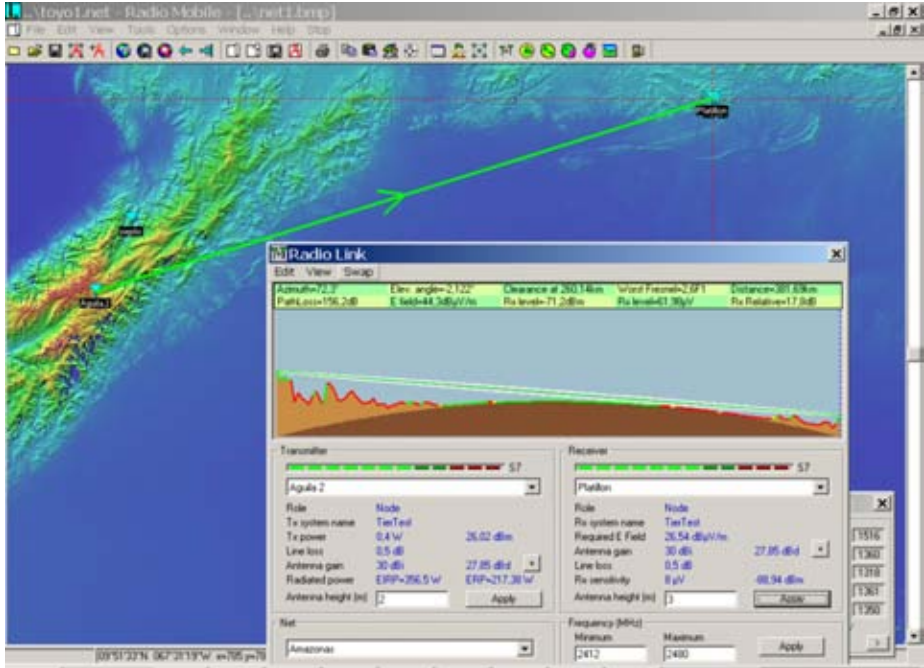 ..\toyo1.net - Radio Mobile - [..\net1.bmp]
File Edit View Tools Options Window Help Stop
Platillon
Aguila 2
Radio Link
Edit View Swap
Azimuth=72,3° Elev. angle=-2,122° Clearance at 260,14km Worst Fresnel=2,6F1 Distance=381,69km
PathLoss=156,2dB E field=44,3dBµV/m Rx level=-71,2dBm Rx level=61,90µV Rx Relative=17,8dB
Transmitter
S7
Aguila 2
Role Node
Tx system name TierTest
Tx power 0,4 W 26,02 dBm
Line loss 0,5 dB
Antenna gain 30 dBi 27,85 dBd +
Radiated power EIRP=356,5 W ERP=217,38 W
Antenna height (m) 2 Apply
Net
Amazonas
Receiver
S7
Platillon
Role Node
Rx system name TierTest
Required E Field 26,54 dBµV/m
Antenna gain 30 dBi 27,85 dBd +
Line loss 0,5 dB
Rx sensitivity 8 µV -88,94 dBm
Antenna height (m) 3 Apply
Frequency (MHz)
Minimum Maximum
2412 2480 Apply
1516
1360
1318
1361
1350